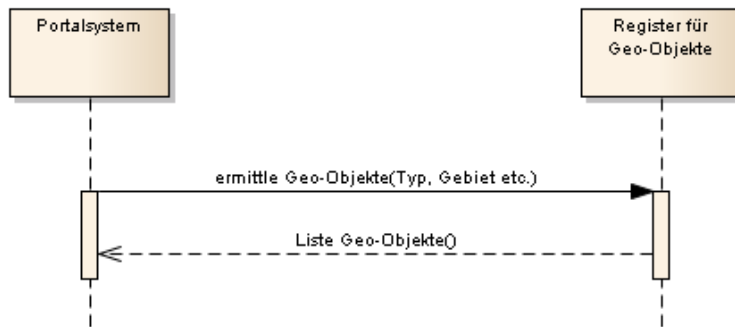 Portalsystem
Register für
Geo-Objekte
ermittle Geo-Objekte(Typ, Gebiet etc.)
Liste Geo-Objekte()